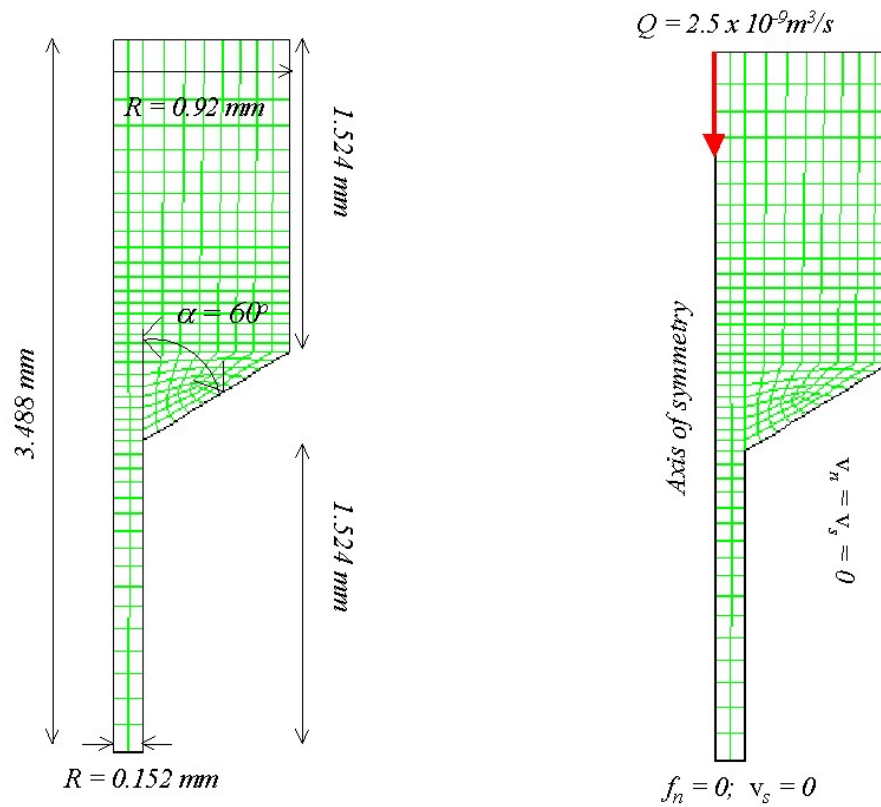 Q = 2.5 x 10⁻⁹m³/s
R = 0.92 mm
1.524 mm
α = 60º
3.488 mm
1.524 mm
R = 0.152 mm
Axis of symmetry
vₙ = vₛ = 0
fₙ = 0; vₛ = 0